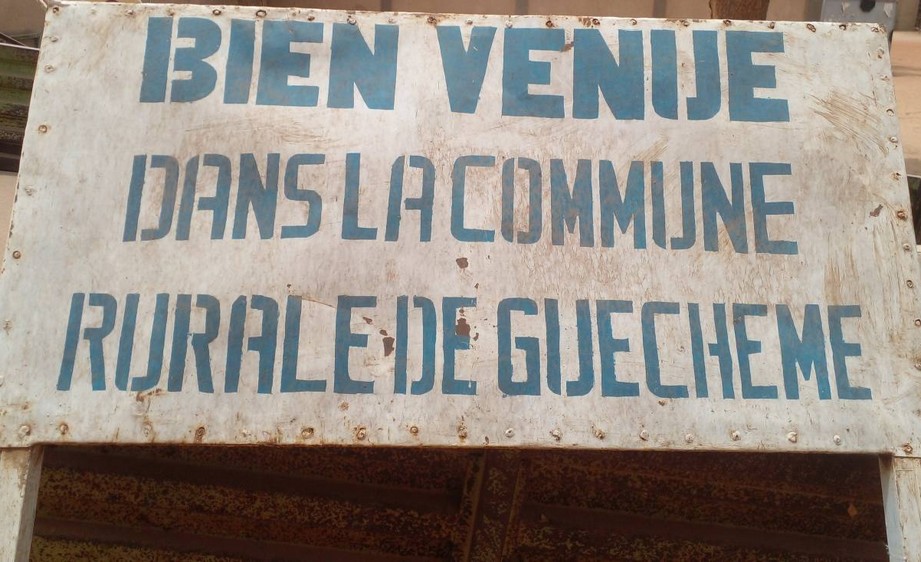 BIEN VENUE
DANS LA COMMUNE
RURALE DE GUECHEME